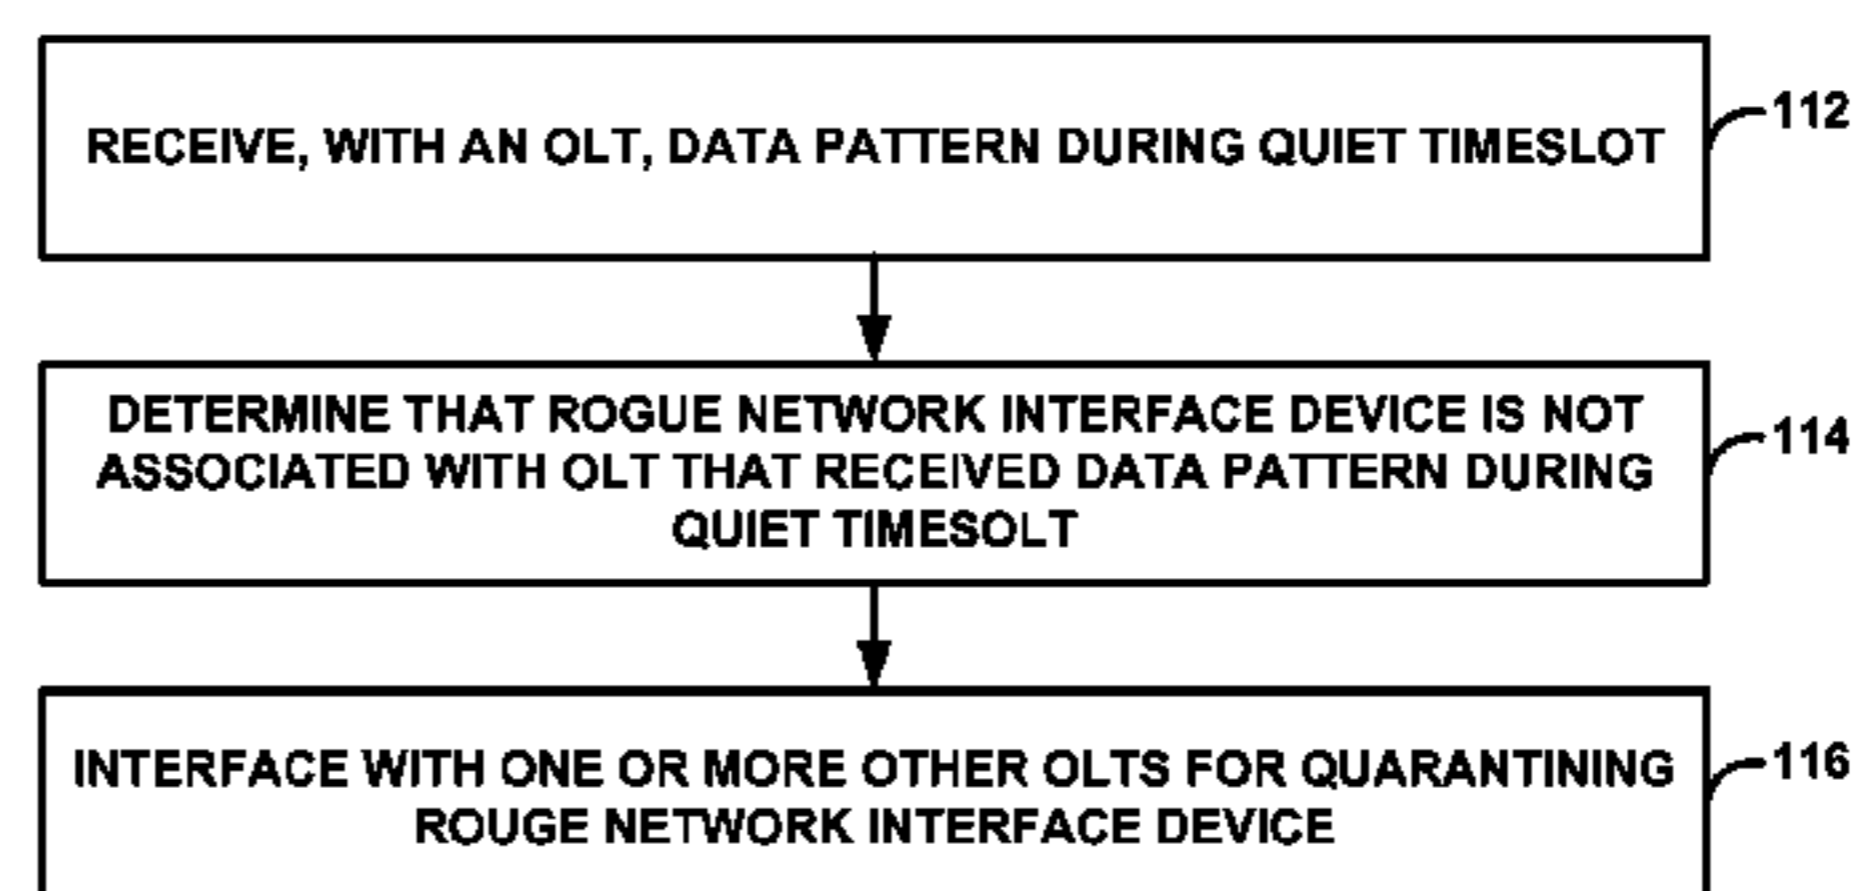 RECEIVE, WITH AN OLT, DATA PATTERN DURING QUIET TIMESLOT
112
DETERMINE THAT ROGUE NETWORK INTERFACE DEVICE IS NOT
ASSOCIATED WITH OLT THAT RECEIVED DATA PATTERN DURING
QUIET TIMESOLT
114
INTERFACE WITH ONE OR MORE OTHER OLTS FOR QUARANTINING
ROUGE NETWORK INTERFACE DEVICE
116